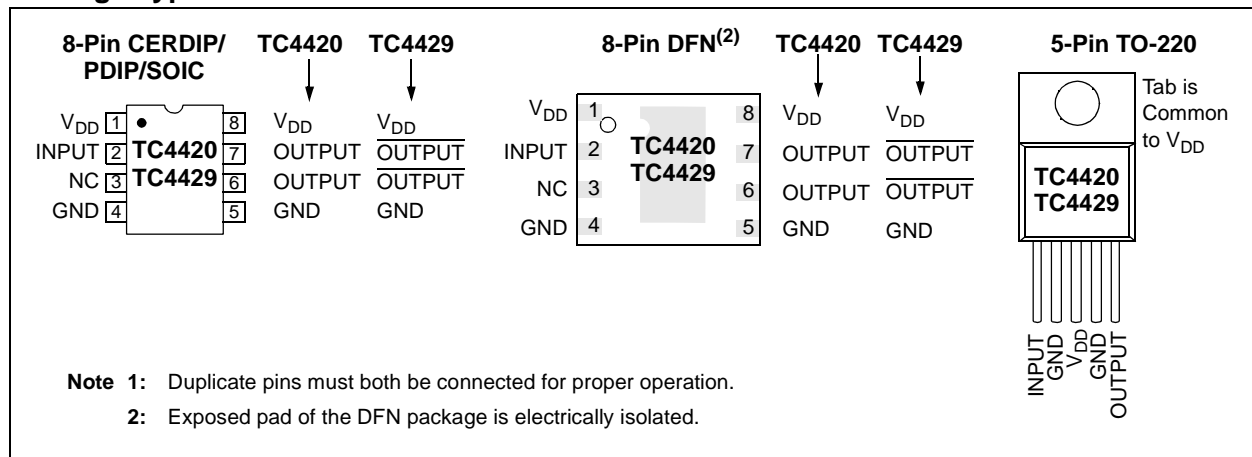 8-Pin CERDIP/
PDIP/SOIC
TC4420 TC4429
VDD 1 8 VDD VDD
INPUT 2 TC4420 7 OUTPUT OUTPUT
NC 3 TC4429 6 OUTPUT OUTPUT
GND 4 5 GND GND
8-Pin DFN(2) TC4420 TC4429
VDD 1 8 VDD VDD
INPUT 2 TC4420 7 OUTPUT OUTPUT
NC 3 TC4429 6 OUTPUT OUTPUT
GND 4 5 GND GND
5-Pin TO-220
Tab is
Common
to VDD
TC4420
TC4429
INPUT
GND
VDD
GND
OUTPUT
Note 1: Duplicate pins must both be connected for proper operation.
2: Exposed pad of the DFN package is electrically isolated.